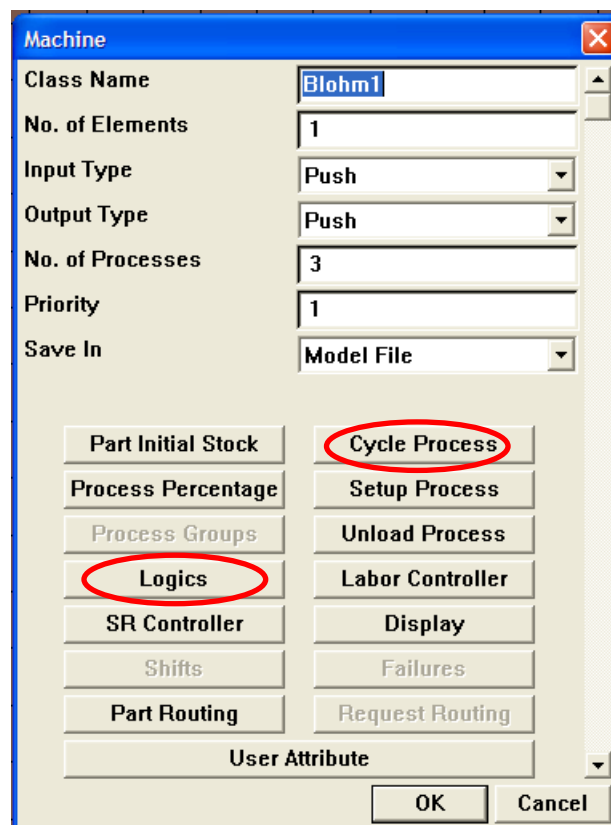 Machine
Class Name Blohm1
No. of Elements 1
Input Type Push
Output Type Push
No. of Processes 3
Priority 1
Save In Model File
Part Initial Stock Cycle Process
Process Percentage Setup Process
Process Groups Unload Process
Logics Labor Controller
SR Controller Display
Shifts Failures
Part Routing Request Routing
User Attribute
OK Cancel